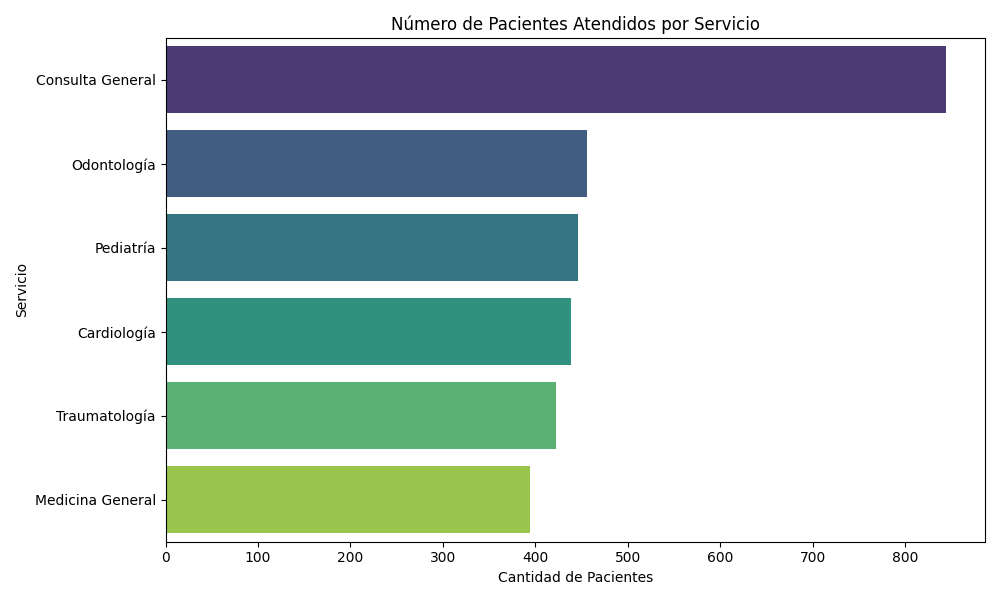 Número de Pacientes Atendidos por Servicio
Servicio
Consulta General
Odontología
Pediatría
Cardiología
Traumatología
Medicina General
0 100 200 300 400 500 600 700 800
Cantidad de Pacientes